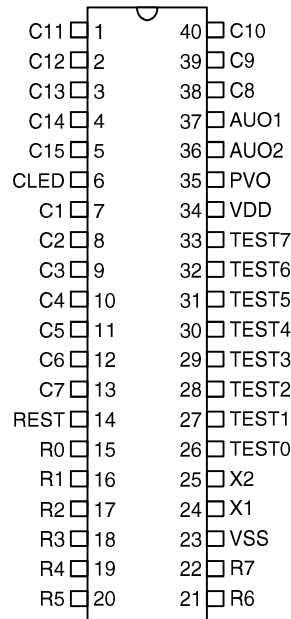 C11 1 40 C10
C12 2 39 C9
C13 3 38 C8
C14 4 37 AUO1
C15 5 36 AUO2
CLED 6 35 PVO
C1 7 34 VDD
C2 8 33 TEST7
C3 9 32 TEST6
C4 10 31 TEST5
C5 11 30 TEST4
C6 12 29 TEST3
C7 13 28 TEST2
REST 14 27 TEST1
R0 15 26 TEST0
R1 16 25 X2
R2 17 24 X1
R3 18 23 VSS
R4 19 22 R7
R5 20 21 R6